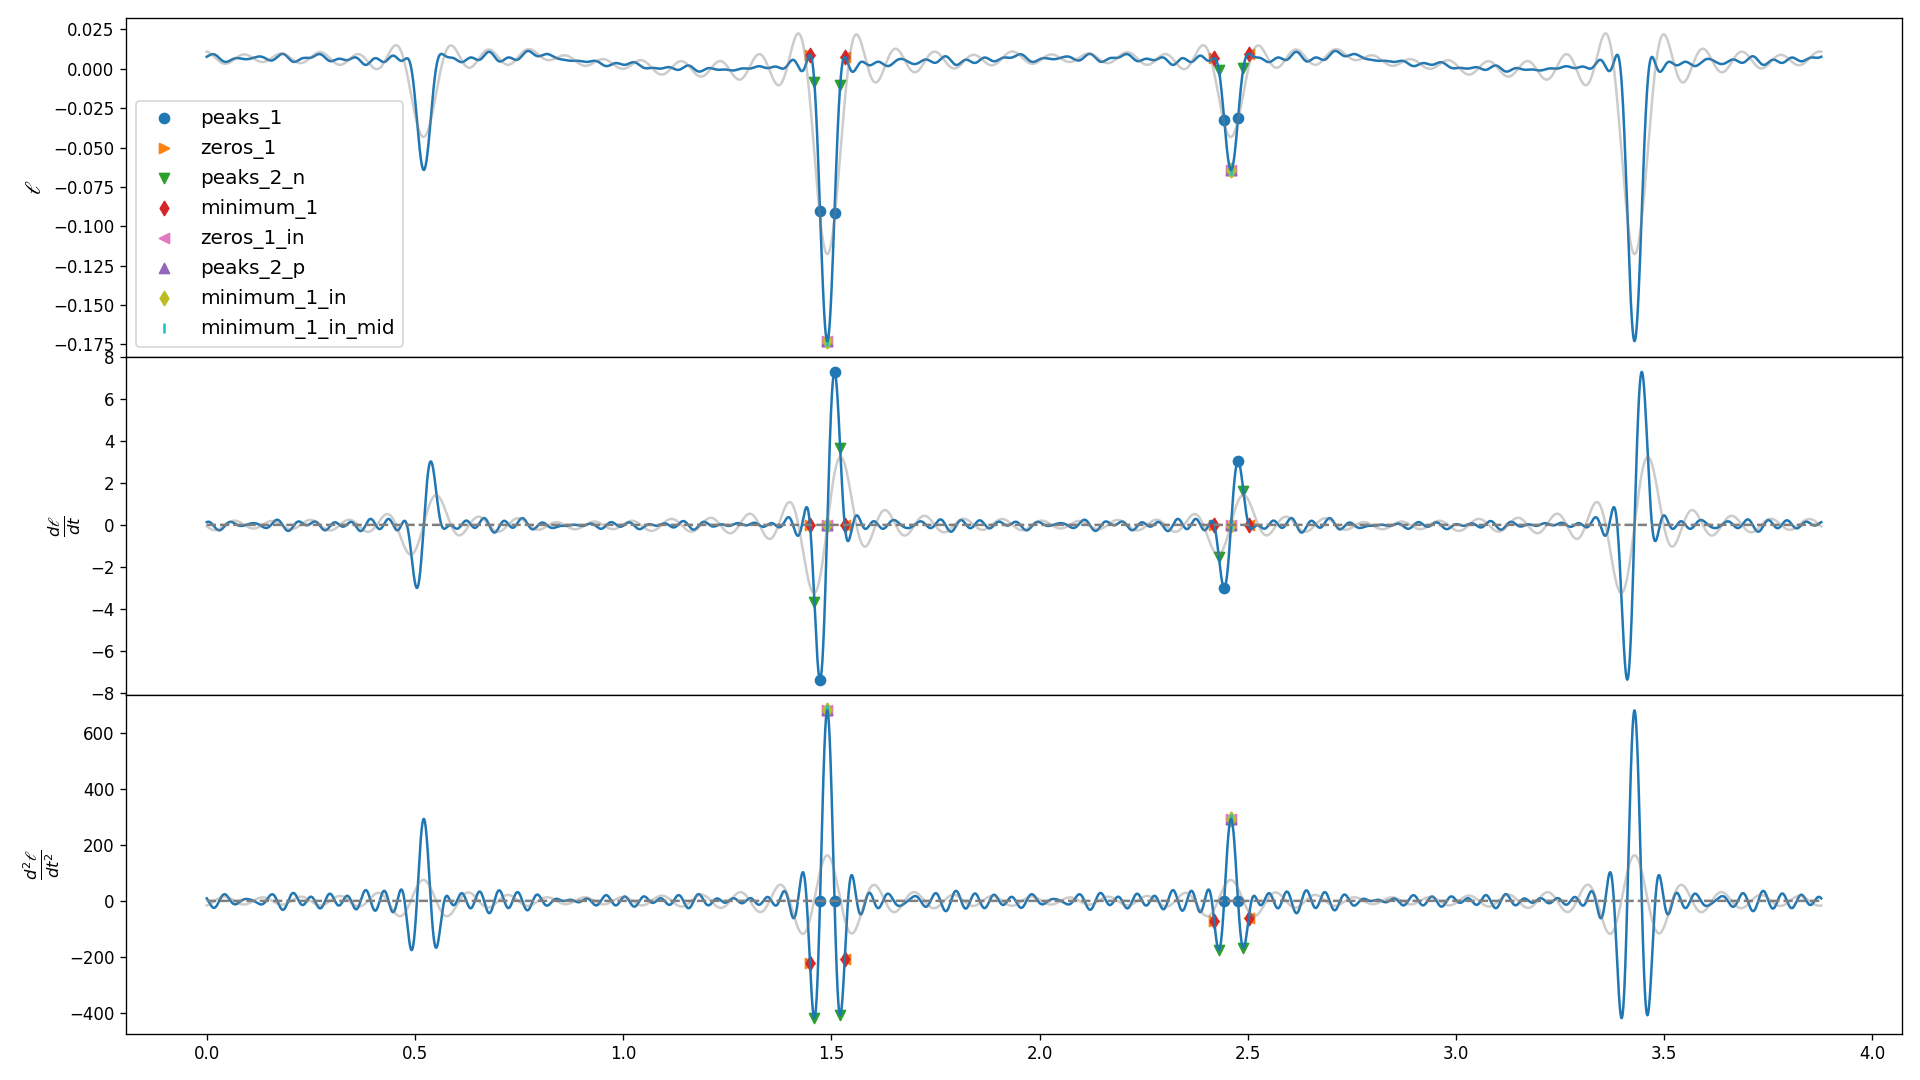 0.025
0.000
−0.025
−0.050
−0.075
−0.100
−0.125
−0.150
−0.175
ℓ
peaks_1
zeros_1
peaks_2_n
minimum_1
zeros_1_in
peaks_2_p
minimum_1_in
minimum_1_in_mid
8
6
4
2
0
−2
−4
−6
−8
dℓ
dt
600
400
200
0
−200
−400
d²ℓ
dt²
0.0 0.5 1.0 1.5 2.0 2.5 3.0 3.5 4.0